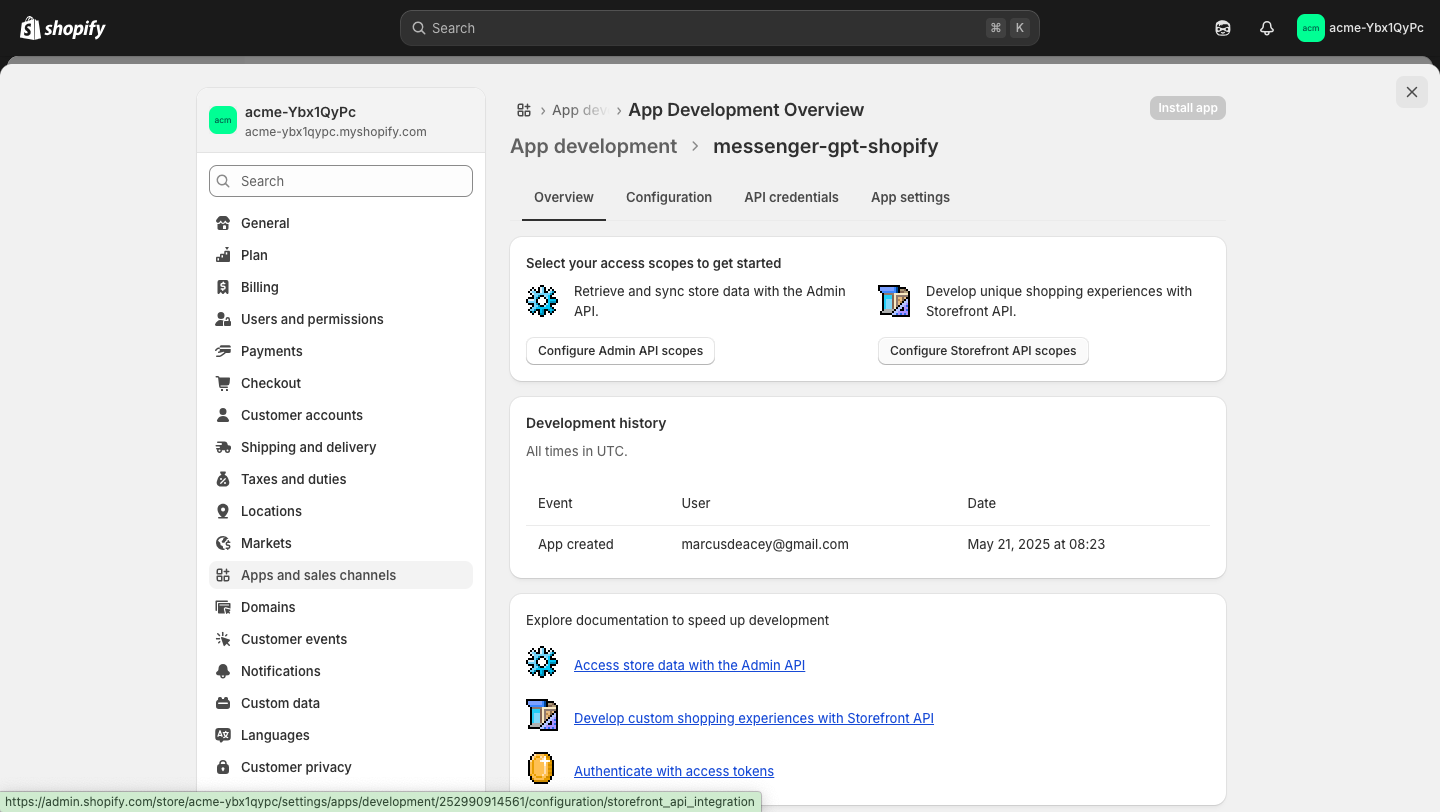 shopify
Search
⌘ K
acm
acme-Ybx1QyPc
acm
acme-Ybx1QyPc
acme-ybx1qypc.myshopify.com
Search
General
Plan
Billing
Users and permissions
Payments
Checkout
Customer accounts
Shipping and delivery
Taxes and duties
Locations
Markets
Apps and sales channels
Domains
Customer events
Notifications
Custom data
Languages
Customer privacy
App dev › App Development Overview
Install app
App development › messenger-gpt-shopify
Overview
Configuration
API credentials
App settings
Select your access scopes to get started
Retrieve and sync store data with the Admin
API.
Configure Admin API scopes
Develop unique shopping experiences with
Storefront API.
Configure Storefront API scopes
Development history
All times in UTC.
Event User Date
App created marcusdeacey@gmail.com May 21, 2025 at 08:23
Explore documentation to speed up development
Access store data with the Admin API
Develop custom shopping experiences with Storefront API
Authenticate with access tokens
https://admin.shopify.com/store/acme-ybx1qypc/settings/apps/development/252990914561/configuration/storefront_api_integration